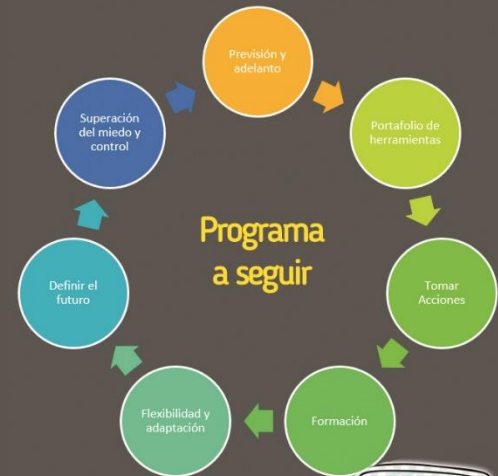 Previsión y
adelanto
Portafolio de
herramientas
Tomar
Acciones
Formación
Flexibilidad y
adaptación
Definir el
futuro
Superación
del miedo y
control
Programa
a seguir